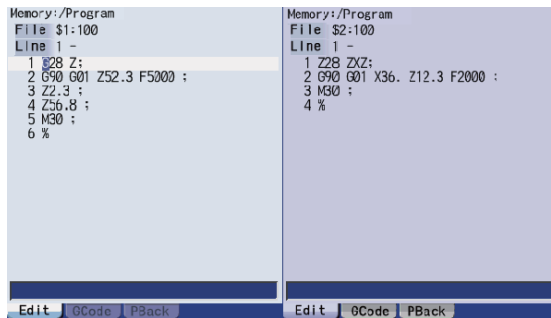 Memory:/Program
File $1:100
Line 1 -
1 G28 Z;
2 G90 G01 Z52.3 F5000 ;
3 Z2.3 ;
4 Z56.8 ;
5 M30 ;
6 %
Edit GCode PBack
Memory:/Program
File $2:100
Line 1 -
1 Z28 ZXZ;
2 G90 G01 X36. Z12.3 F2000 ;
3 M30 ;
4 %
Edit GCode PBack